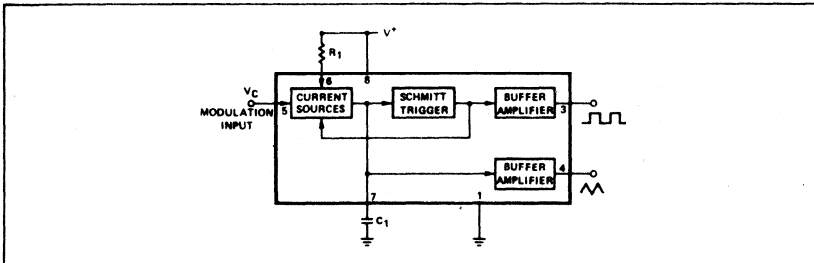 V+
R1
6
8
VC
MODULATION
INPUT
5
CURRENT
SOURCES
SCHMITT
TRIGGER
BUFFER
AMPLIFIER
3
BUFFER
AMPLIFIER
4
7
1
C1